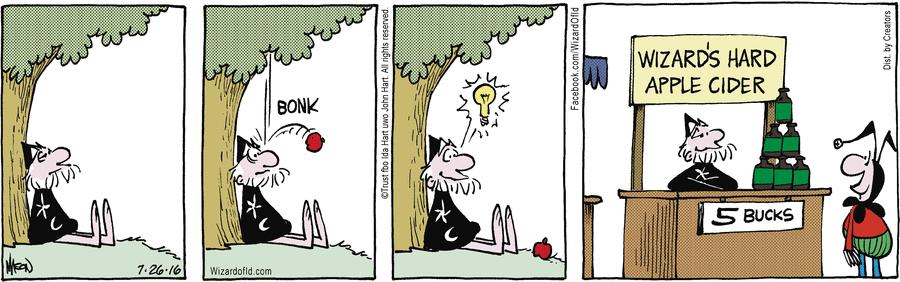 MASON
7-26-16
BONK
Wizardofid.com
©Trust fbo Ida Hart uwo John Hart. All rights reserved.
Facebook.com/WizardOfId
WIZARD'S HARD
APPLE CIDER
5 BUCKS
Dist. by Creators